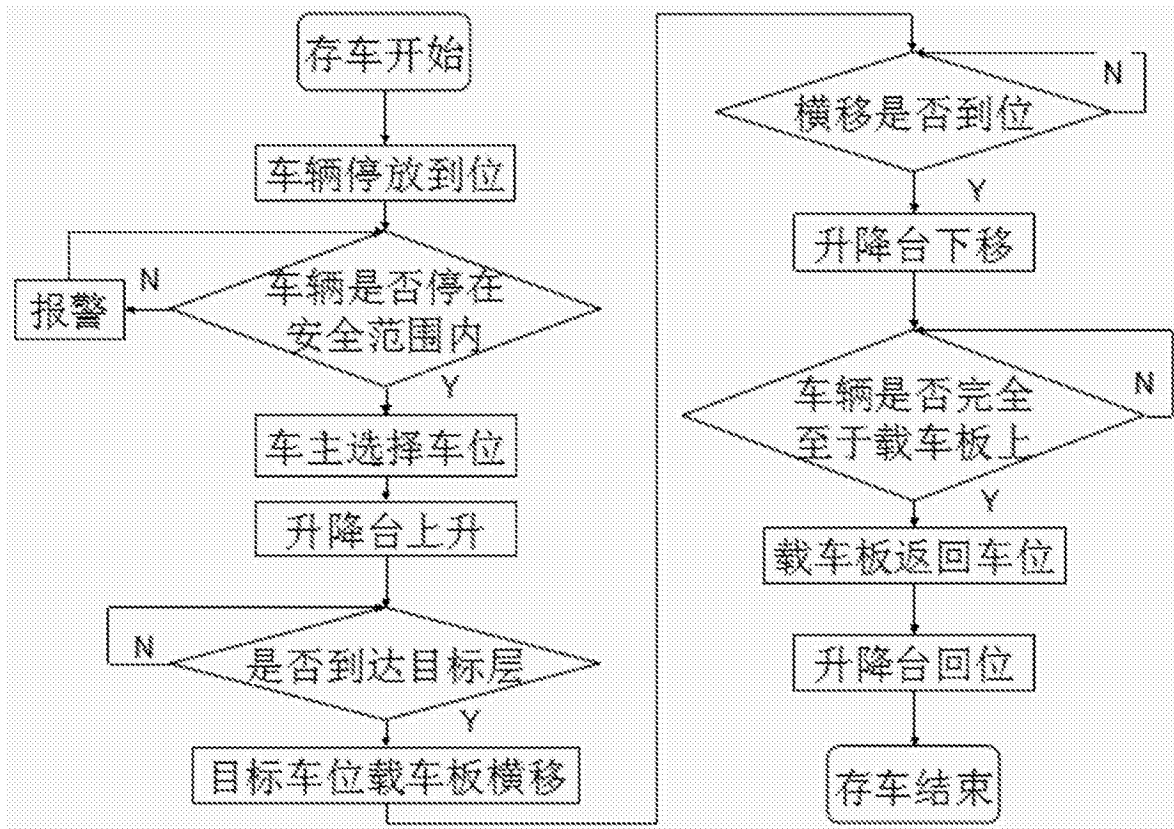 存车开始
车辆停放到位
N
报警
车辆是否停在
安全范围内
Y
车主选择车位
升降台上升
N
是否到达目标层
Y
目标车位载车板横移
N
横移是否到位
Y
升降台下移
车辆是否完全
至于载车板上
N
Y
载车板返回车位
升降台回位
存车结束